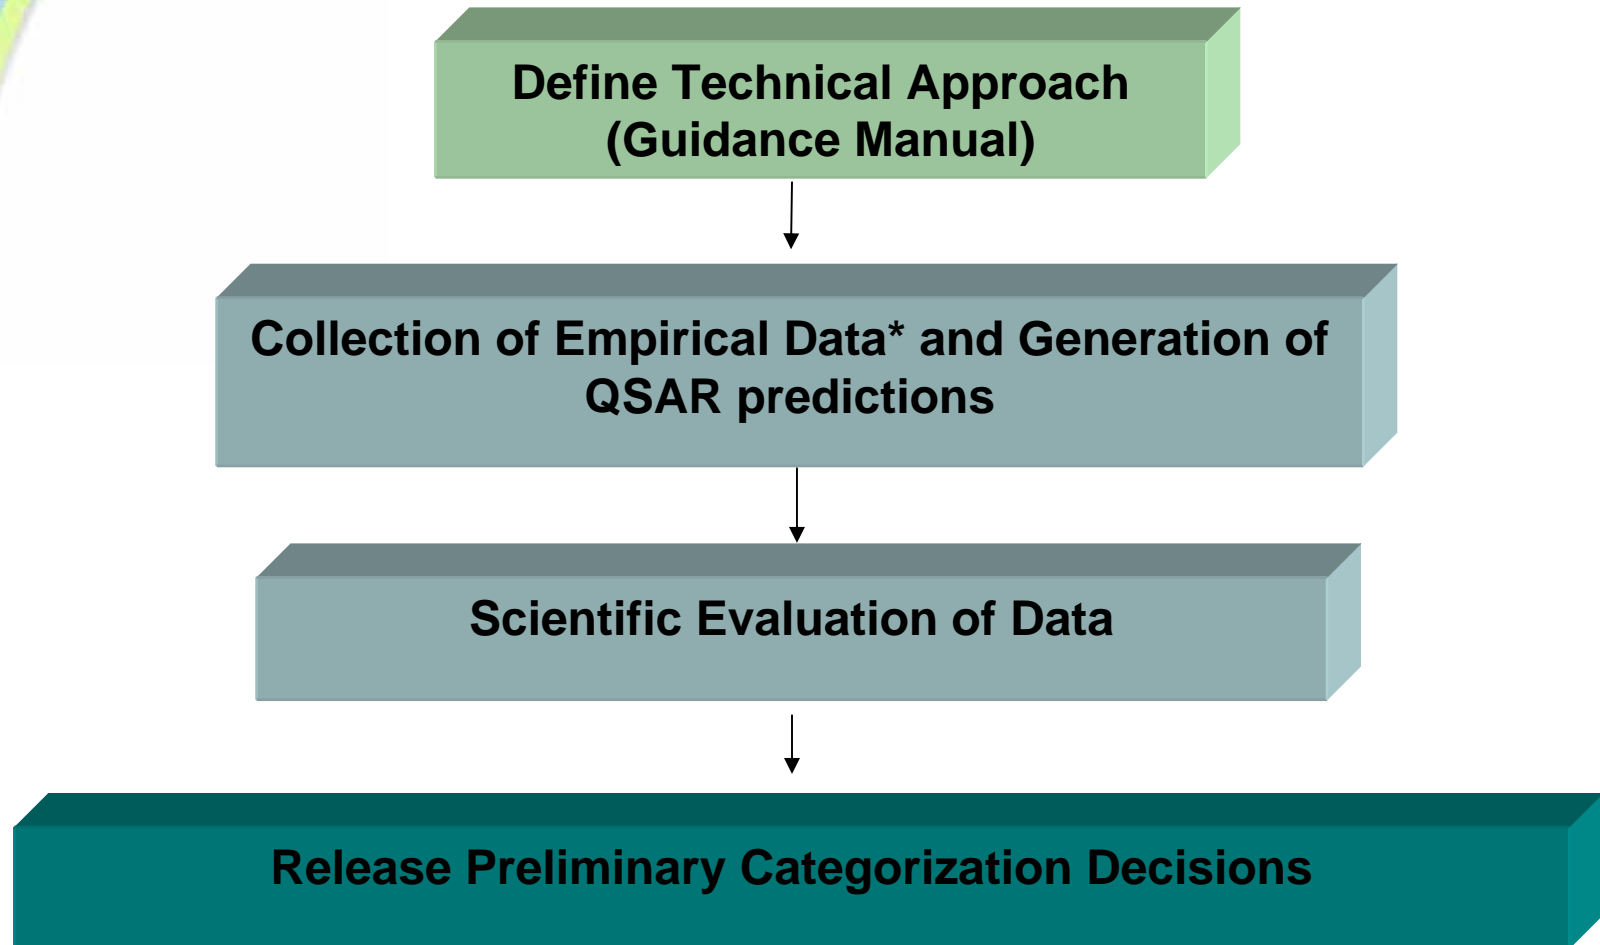 Define Technical Approach
(Guidance Manual)
Collection of Empirical Data* and Generation of
QSAR predictions
Scientific Evaluation of Data
Release Preliminary Categorization Decisions